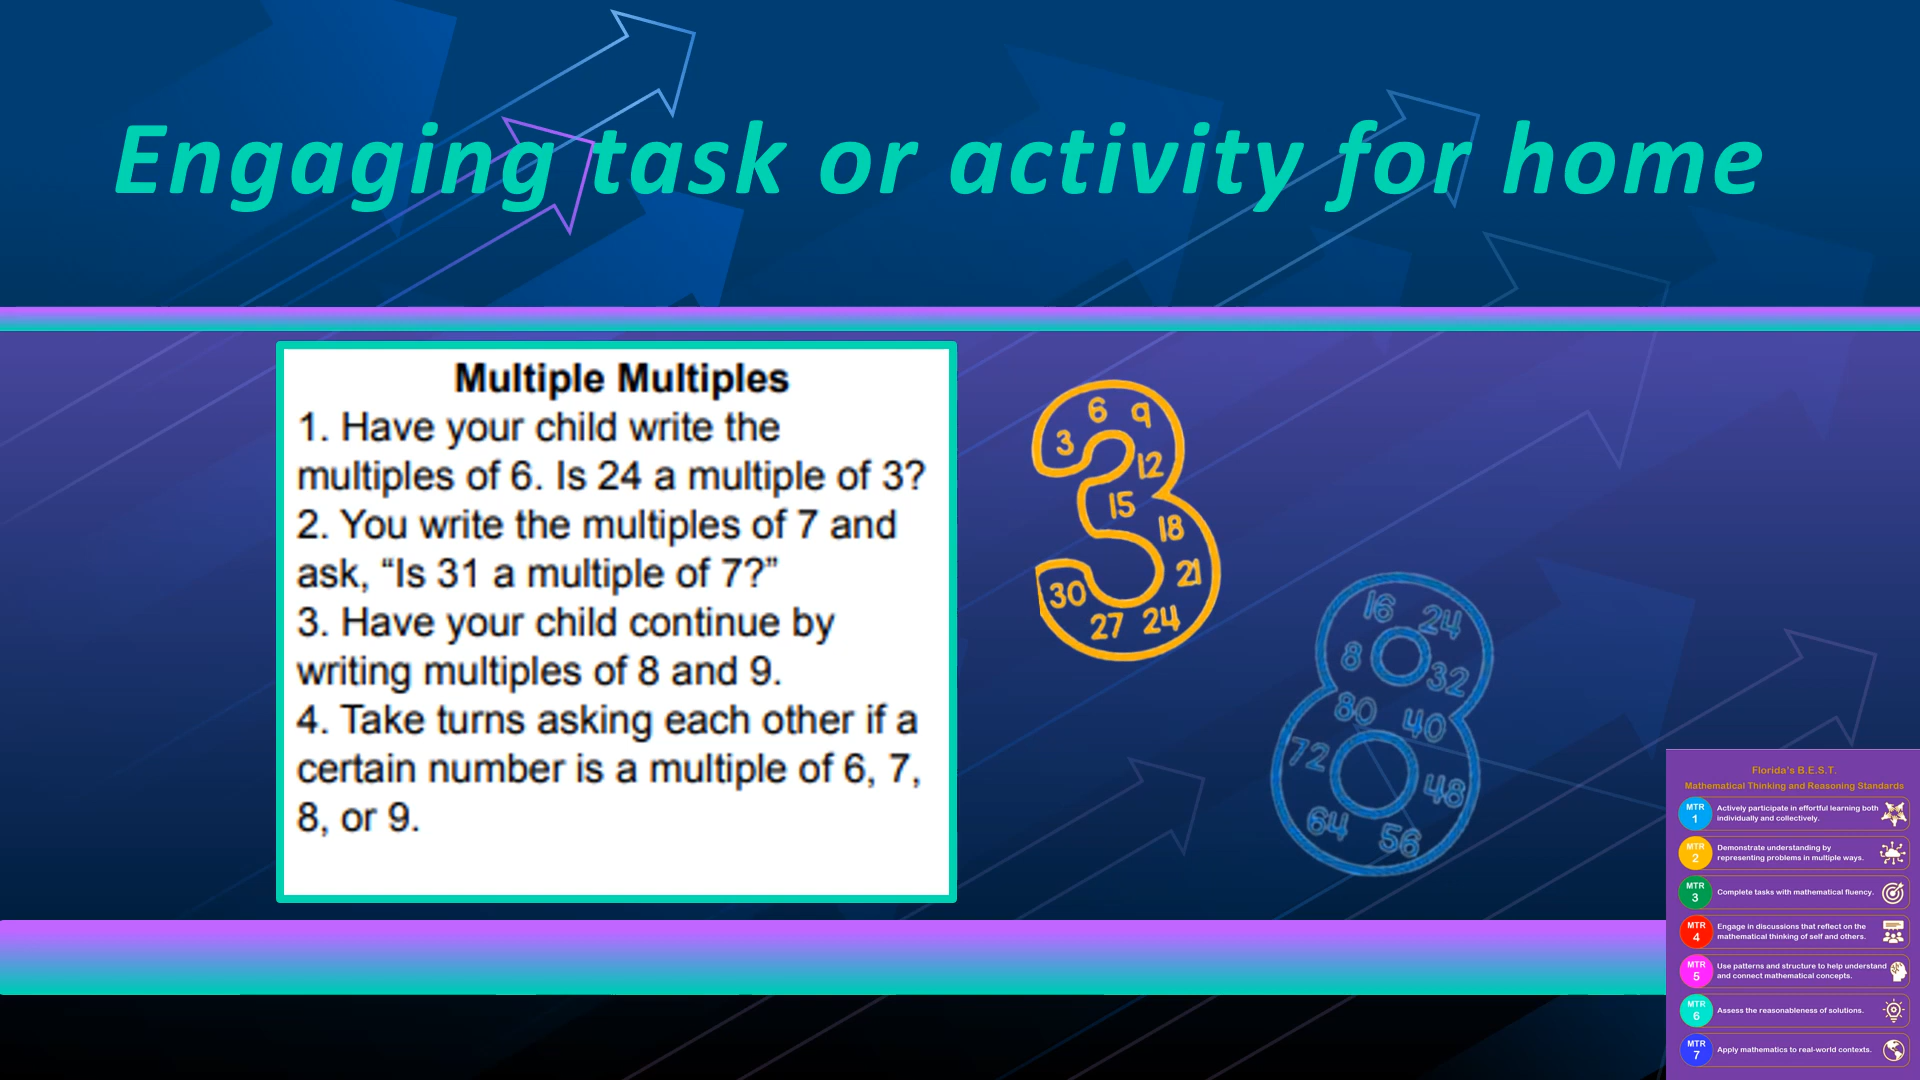 Engaging task or activity for home
Multiple Multiples
1. Have your child write the
multiples of 6. Is 24 a multiple of 3?
2. You write the multiples of 7 and
ask, “Is 31 a multiple of 7?”
3. Have your child continue by
writing multiples of 8 and 9.
4. Take turns asking each other if a
certain number is a multiple of 6, 7,
8, or 9.
3
6
9
12
15
18
21
24
27
30
8
16
24
32
40
48
56
64
72
80
Florida's B.E.S.T.
Mathematical Thinking and Reasoning Standards
MTR
1
Actively participate in effortful learning both
individually and collectively.
MTR
2
Demonstrate understanding by
representing problems in multiple ways.
MTR
3
Complete tasks with mathematical fluency.
MTR
4
Engage in discussions that reflect on the
mathematical thinking of self and others.
MTR
5
Use patterns and structure to help understand
and connect mathematical concepts.
MTR
6
Assess the reasonableness of solutions.
MTR
7
Apply mathematics to real-world contexts.